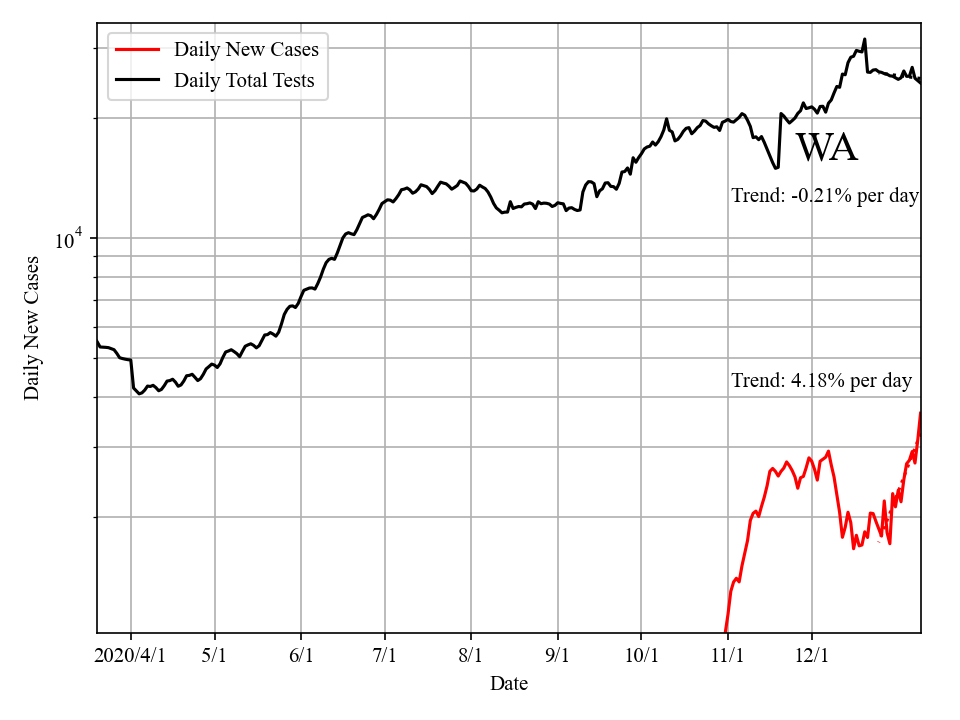 Daily New Cases
Daily Total Tests
WA
Trend: -0.21% per day
10^4
Daily New Cases
Trend: 4.18% per day
2020/4/1 5/1 6/1 7/1 8/1 9/1 10/1 11/1 12/1
Date